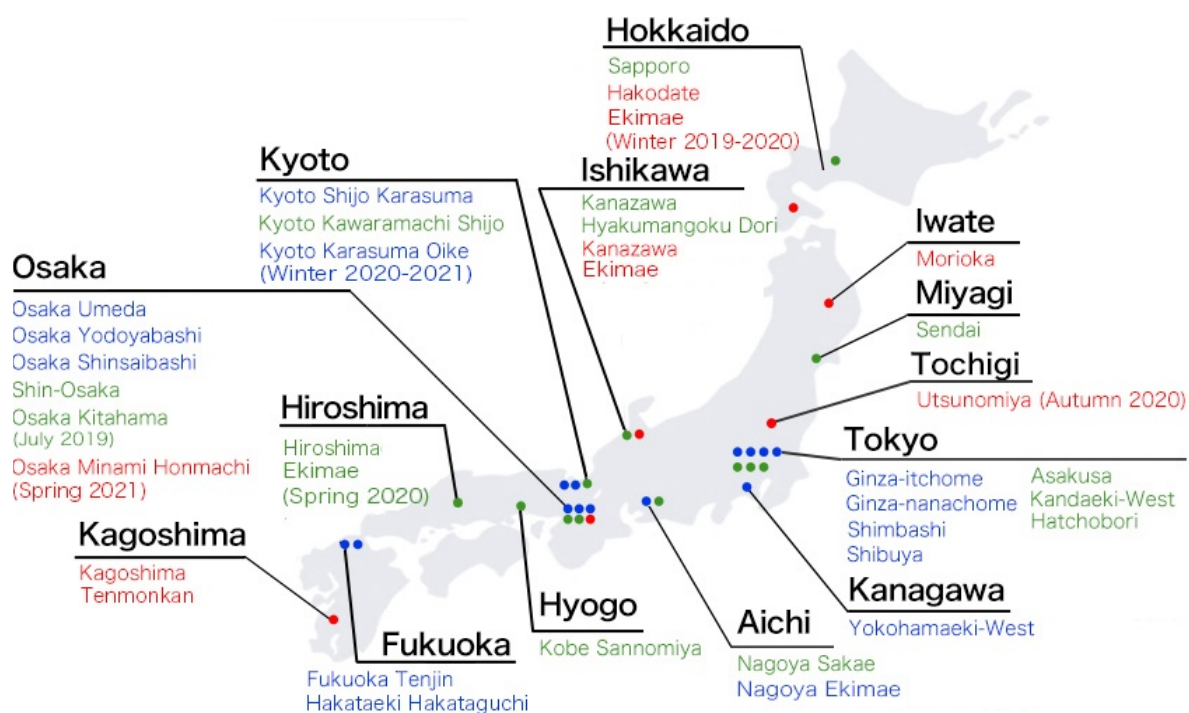 Hokkaido
Sapporo
Hakodate
Ekimae
(Winter 2019-2020)
Kyoto
Kyoto Shijo Karasuma
Kyoto Kawaramachi Shijo
Kyoto Karasuma Oike
(Winter 2020-2021)
Ishikawa
Kanazawa
Hyakumangoku Dori
Kanazawa
Ekimae
Iwate
Morioka
Miyagi
Sendai
Tochigi
Utsunomiya (Autumn 2020)
Osaka
Osaka Umeda
Osaka Yodoyabashi
Osaka Shinsaibashi
Shin-Osaka
Osaka Kitahama
(July 2019)
Osaka Minami Honmachi
(Spring 2021)
Hiroshima
Hiroshima
Ekimae
(Spring 2020)
Tokyo
Ginza-itchome
Ginza-nanachome
Shimbashi
Shibuya
Asakusa
Kandaeki-West
Hatchobori
Kagoshima
Kagoshima
Tenmonkan
Fukuoka
Fukuoka Tenjin
Hakataeki Hakataguchi
Hyogo
Kobe Sannomiya
Aichi
Nagoya Sakae
Nagoya Ekimae
Kanagawa
Yokohamaeki-West